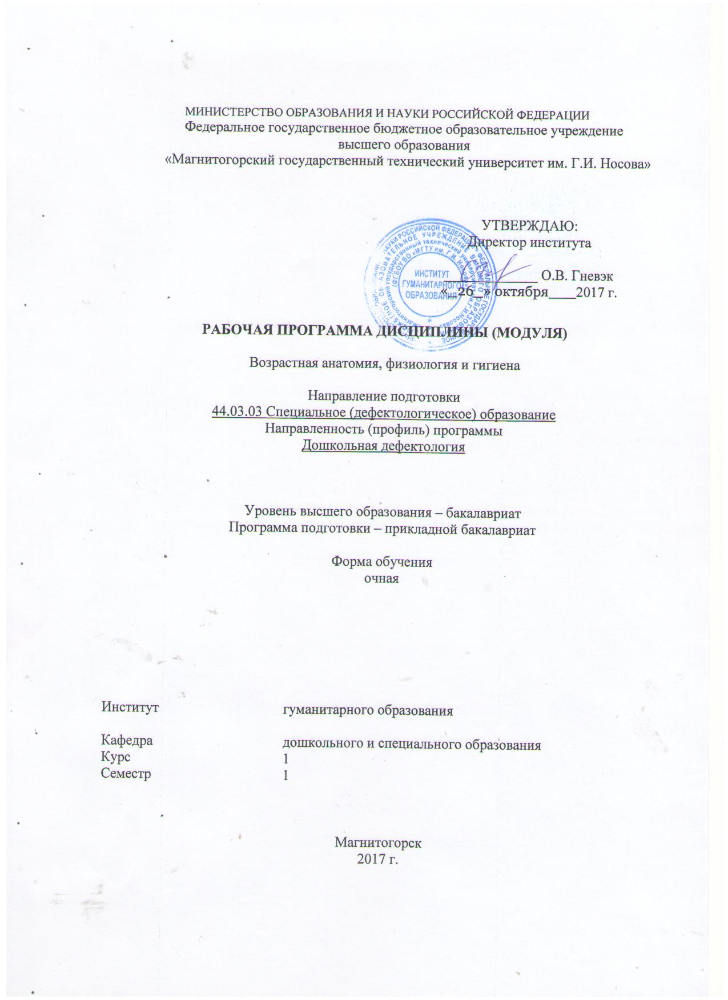 МИНИСТЕРСТВО ОБРАЗОВАНИЯ И НАУКИ РОССИЙСКОЙ ФЕДЕРАЦИИ
Федеральное государственное бюджетное образовательное учреждение
высшего образования
«Магнитогорский государственный технический университет им. Г.И. Носова»
УТВЕРЖДАЮ:
Директор института
____________ О.В. Гневэк
«_26_» октября____2017 г.
ИНСТИТУТ
ГУМАНИТАРНОГО
ОБРАЗОВАНИЯ
РАБОЧАЯ ПРОГРАММА ДИСЦИПЛИНЫ (МОДУЛЯ)
Возрастная анатомия, физиология и гигиена
Направление подготовки
44.03.03 Специальное (дефектологическое) образование
Направленность (профиль) программы
Дошкольная дефектология
Уровень высшего образования – бакалавриат
Программа подготовки – прикладной бакалавриат
Форма обучения
очная
Институт гуманитарного образования
Кафедра дошкольного и специального образования
Курс 1
Семестр 1
Магнитогорск
2017 г.